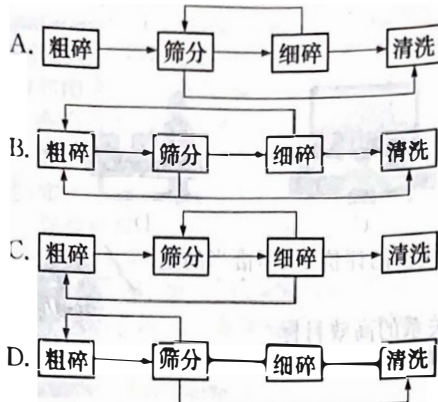 A. 粗碎 筛分 细碎 清洗
B. 粗碎 筛分 细碎 清洗
C. 粗碎 筛分 细碎 清洗
D. 粗碎 筛分 细碎 清洗